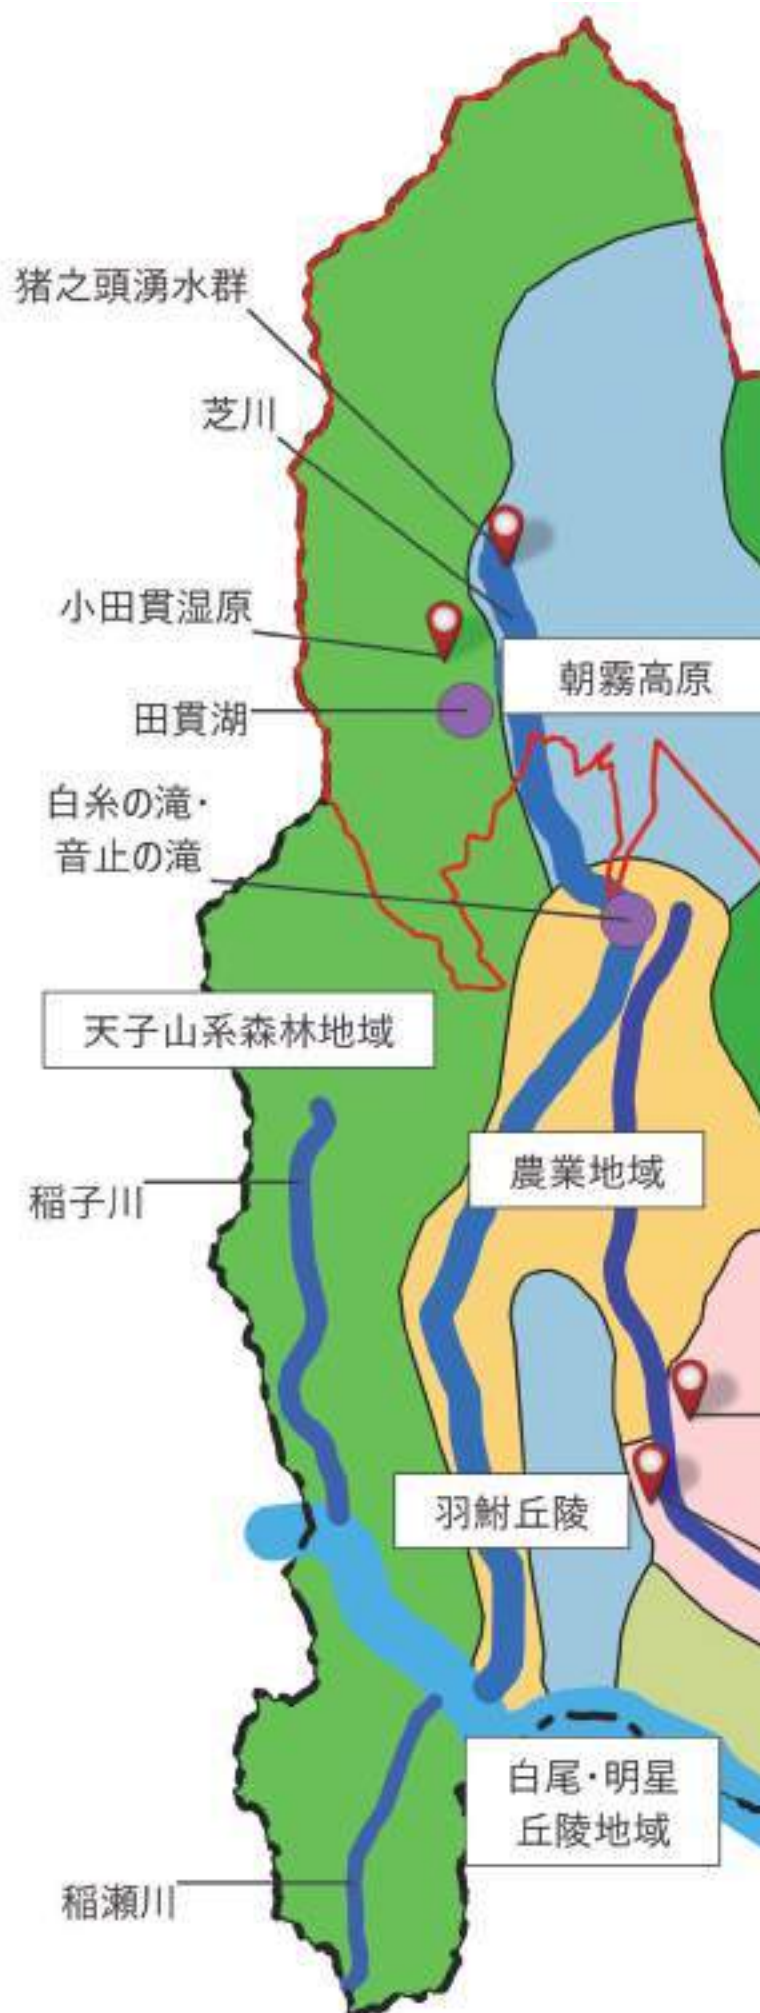 猪之頭湧水群
芝川
小田貫湿原
朝霧高原
田貫湖
白糸の滝・
音止の滝
天子山系森林地域
農業地域
稲子川
羽鮒丘陵
白尾・明星
丘陵地域
稲瀬川